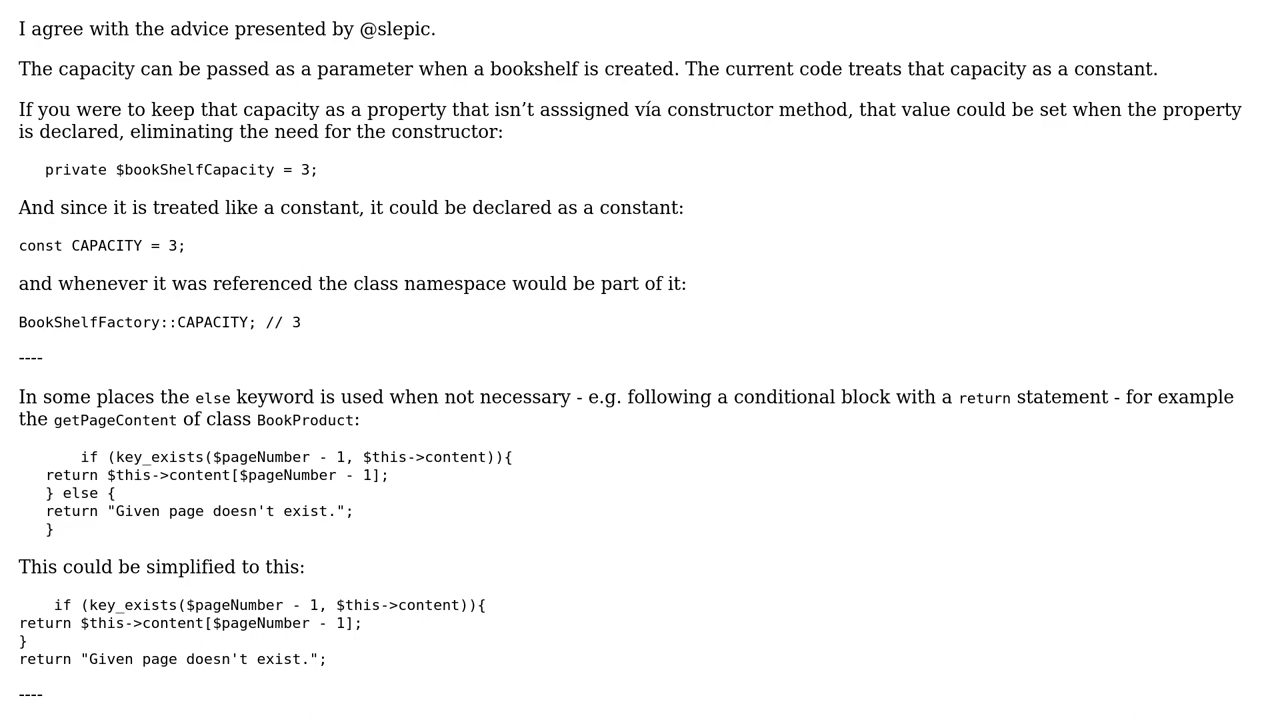 I agree with the advice presented by @slepic.
The capacity can be passed as a parameter when a bookshelf is created. The current code treats that capacity as a constant.
If you were to keep that capacity as a property that isn’t asssigned vía constructor method, that value could be set when the property
is declared, eliminating the need for the constructor:
private $bookShelfCapacity = 3;
And since it is treated like a constant, it could be declared as a constant:
const CAPACITY = 3;
and whenever it was referenced the class namespace would be part of it:
BookShelfFactory::CAPACITY; // 3
----
In some places the else keyword is used when not necessary - e.g. following a conditional block with a return statement - for example
the getPageContent of class BookProduct:
if (key_exists($pageNumber - 1, $this->content)){
return $this->content[$pageNumber - 1];
} else {
return "Given page doesn't exist.";
}
This could be simplified to this:
if (key_exists($pageNumber - 1, $this->content)){
return $this->content[$pageNumber - 1];
}
return "Given page doesn't exist.";
----